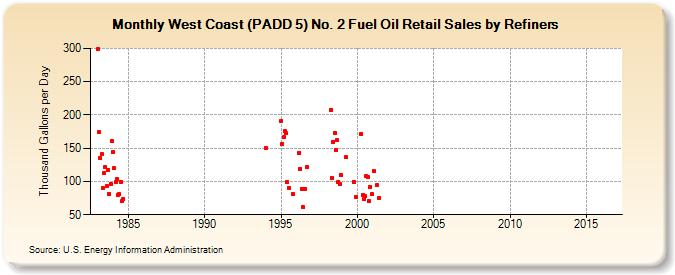 Monthly West Coast (PADD 5) No. 2 Fuel Oil Retail Sales by Refiners
Thousand Gallons per Day
300
250
200
150
100
50
1985 1990 1995 2000 2005 2010 2015
Source: U.S. Energy Information Administration